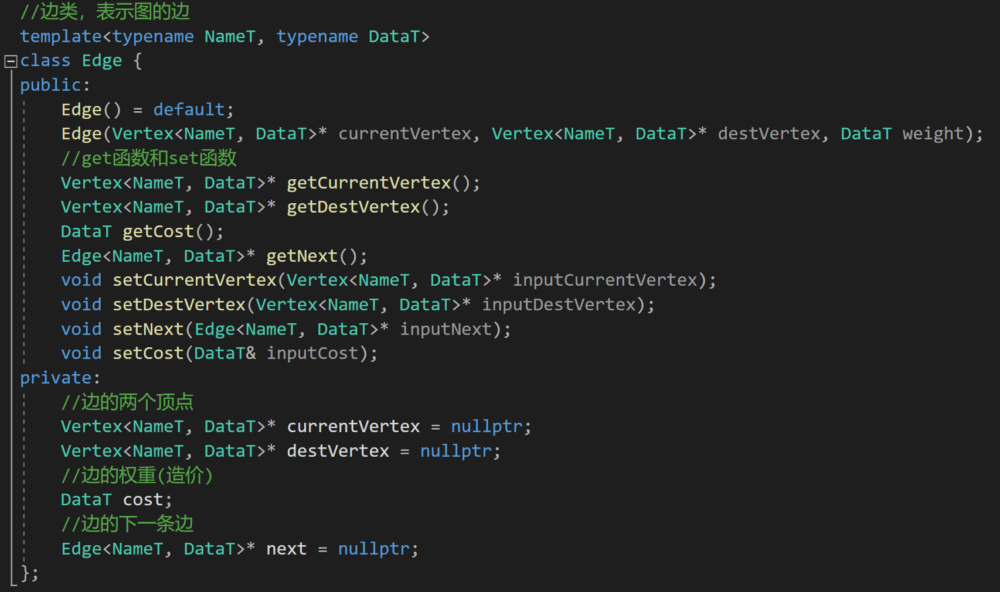 //边类，表示图的边
template<typename NameT, typename DataT>
class Edge {
public:
    Edge() = default;
    Edge(Vertex<NameT, DataT>* currentVertex, Vertex<NameT, DataT>* destVertex, DataT weight);
    //get函数和set函数
    Vertex<NameT, DataT>* getCurrentVertex();
    Vertex<NameT, DataT>* getDestVertex();
    DataT getCost();
    Edge<NameT, DataT>* getNext();
    void setCurrentVertex(Vertex<NameT, DataT>* inputCurrentVertex);
    void setDestVertex(Vertex<NameT, DataT>* inputDestVertex);
    void setNext(Edge<NameT, DataT>* inputNext);
    void setCost(DataT& inputCost);
private:
    //边的两个顶点
    Vertex<NameT, DataT>* currentVertex = nullptr;
    Vertex<NameT, DataT>* destVertex = nullptr;
    //边的权重(造价)
    DataT cost;
    //边的下一条边
    Edge<NameT, DataT>* next = nullptr;
};